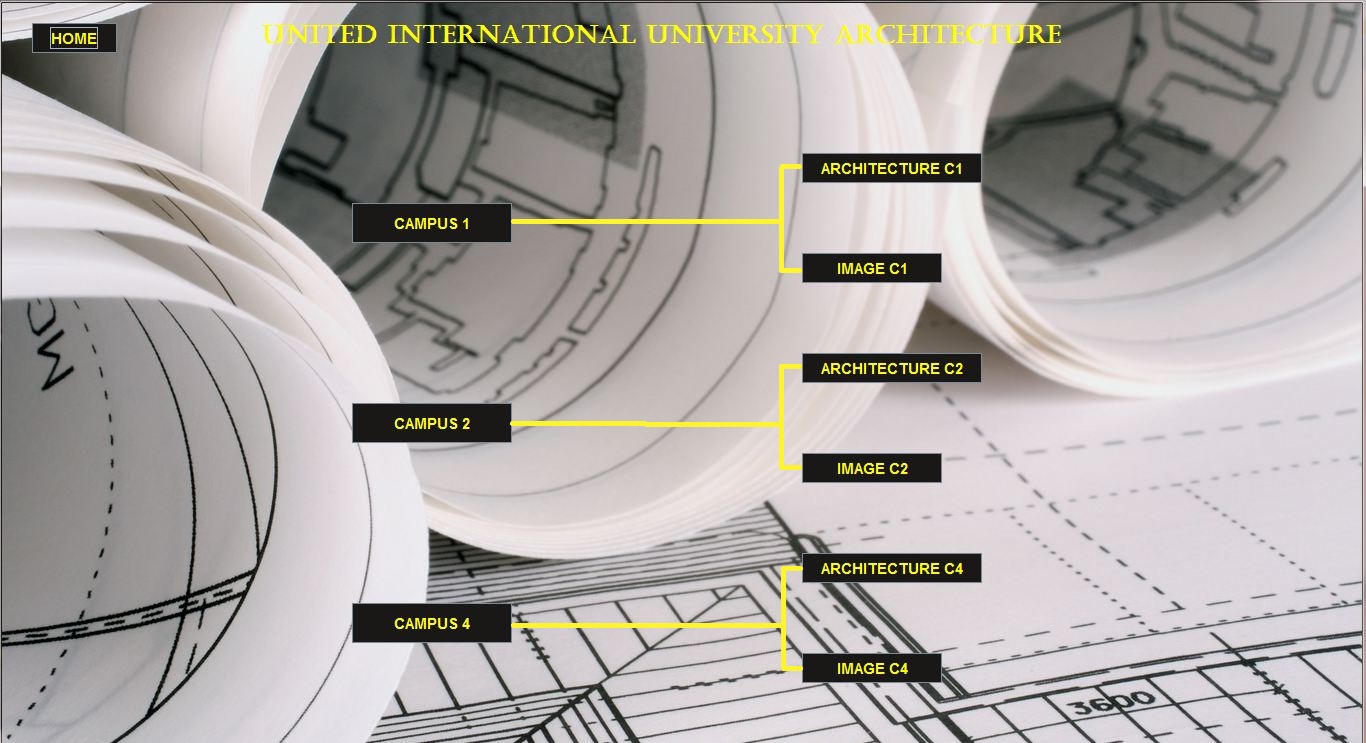 HOME
UNITED INTERNATIONAL UNIVERSITY ARCHITECTURE
ARCHITECTURE C1
CAMPUS 1
IMAGE C1
ARCHITECTURE C2
CAMPUS 2
IMAGE C2
ARCHITECTURE C4
CAMPUS 4
IMAGE C4
3600